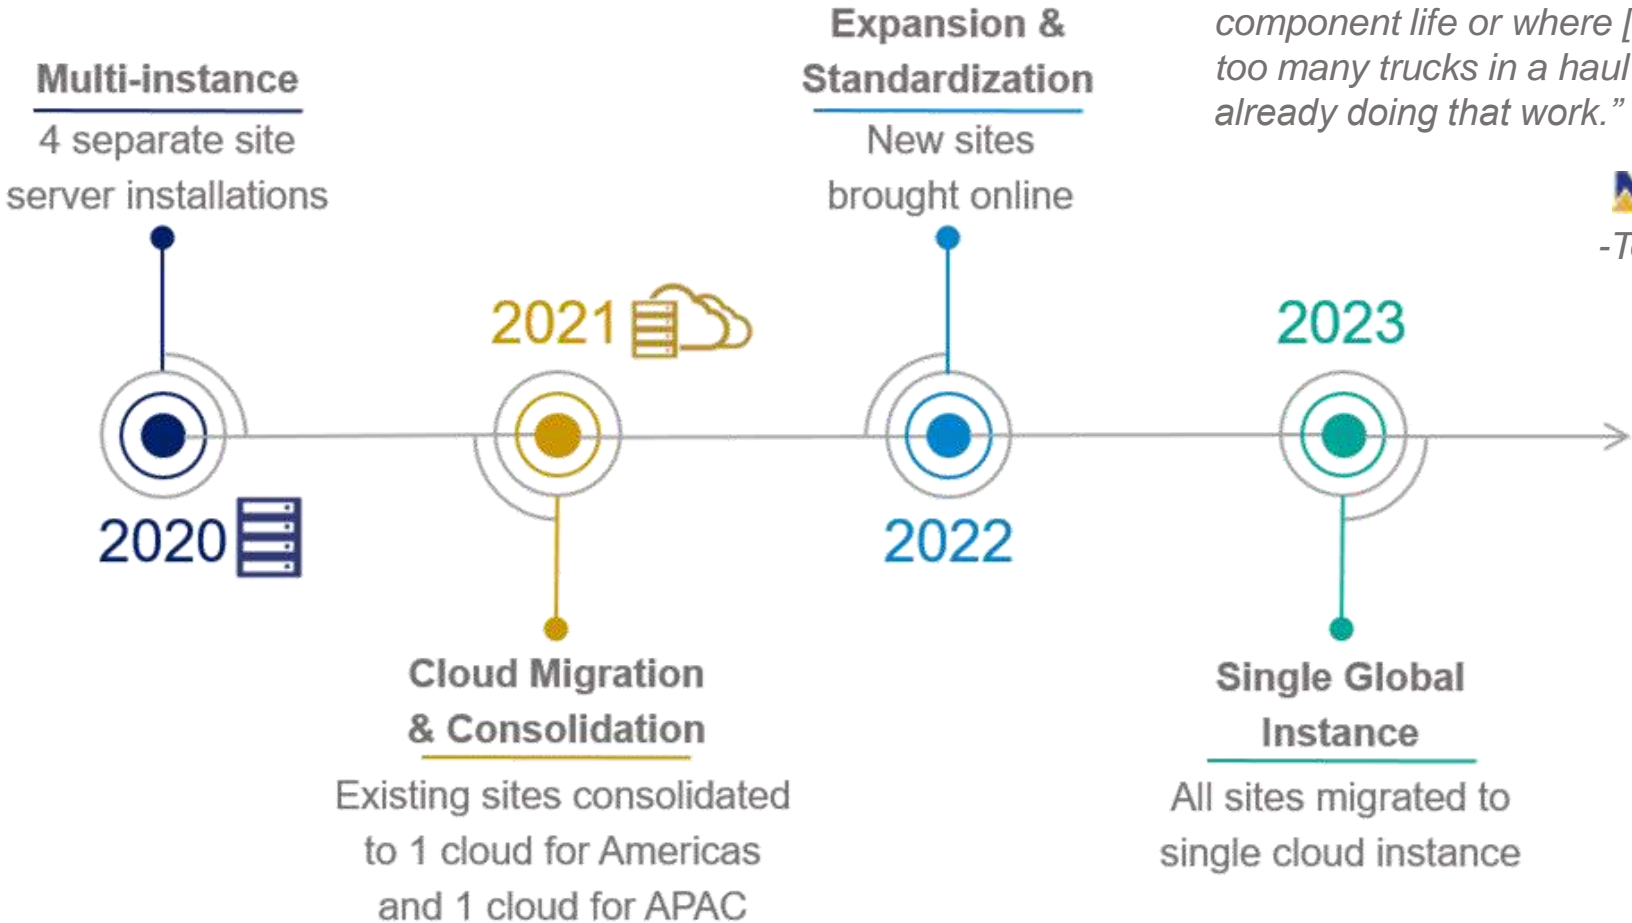 Multi-instance
4 separate site
server installations
2020
2021
Cloud Migration
& Consolidation
Existing sites consolidated
to 1 cloud for Americas
and 1 cloud for APAC
Expansion &
Standardization
New sites
brought online
2022
2023
Single Global
Instance
All sites migrated to
single cloud instance
component life or where [
too many trucks in a haul
already doing that work.”